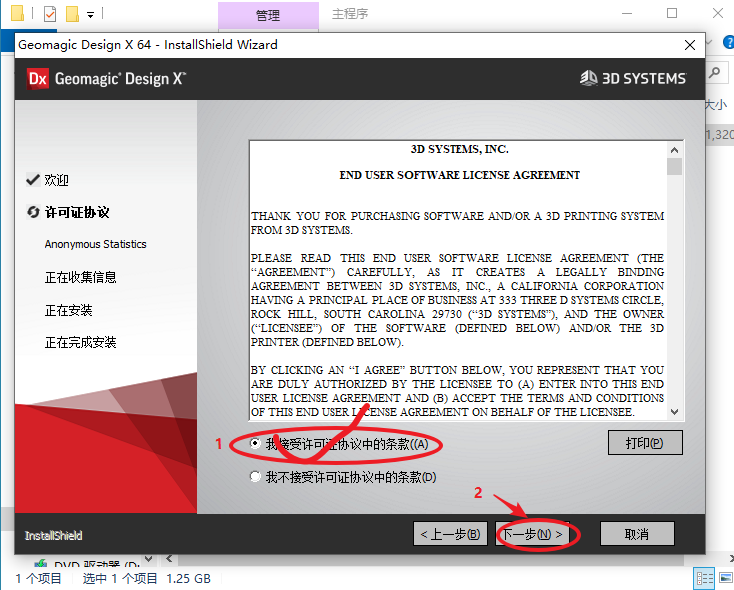 管理
主程序
Geomagic Design X 64 - InstallShield Wizard
Dx Geomagic® Design X™
3D SYSTEMS®
大小
1,320
欢迎
许可证协议
Anonymous Statistics
正在收集信息
正在安装
正在完成安装
3D SYSTEMS, INC.
END USER SOFTWARE LICENSE AGREEMENT
THANK YOU FOR PURCHASING SOFTWARE AND/OR A 3D PRINTING SYSTEM
FROM 3D SYSTEMS.
PLEASE READ THIS END USER SOFTWARE LICENSE AGREEMENT (THE
“AGREEMENT”) CAREFULLY, AS IT CREATES A LEGALLY BINDING
AGREEMENT BETWEEN 3D SYSTEMS, INC., A CALIFORNIA CORPORATION
HAVING A PRINCIPAL PLACE OF BUSINESS AT 333 THREE D SYSTEMS CIRCLE,
ROCK HILL, SOUTH CAROLINA 29730 (“3D SYSTEMS”), AND THE OWNER
(“LICENSEE”) OF THE SOFTWARE (DEFINED BELOW) AND/OR THE 3D
PRINTER (DEFINED BELOW).
BY CLICKING AN “I AGREE” BUTTON BELOW, YOU REPRESENT THAT YOU
ARE DULY AUTHORIZED BY THE LICENSEE TO (A) ENTER INTO THIS END
USER LICENSE AGREEMENT AND (B) ACCEPT THE TERMS AND CONDITIONS
OF THIS END USER LICENSE AGREEMENT ON BEHALF OF THE LICENSEE.
1
我接受许可证协议中的条款((A)
打印(P)
我不接受许可证协议中的条款(D)
2
InstallShield
< 上一步(B)
下一步(N) >
取消
DVD 驱动器 (D:
1 个项目 选中 1 个项目 1.25 GB